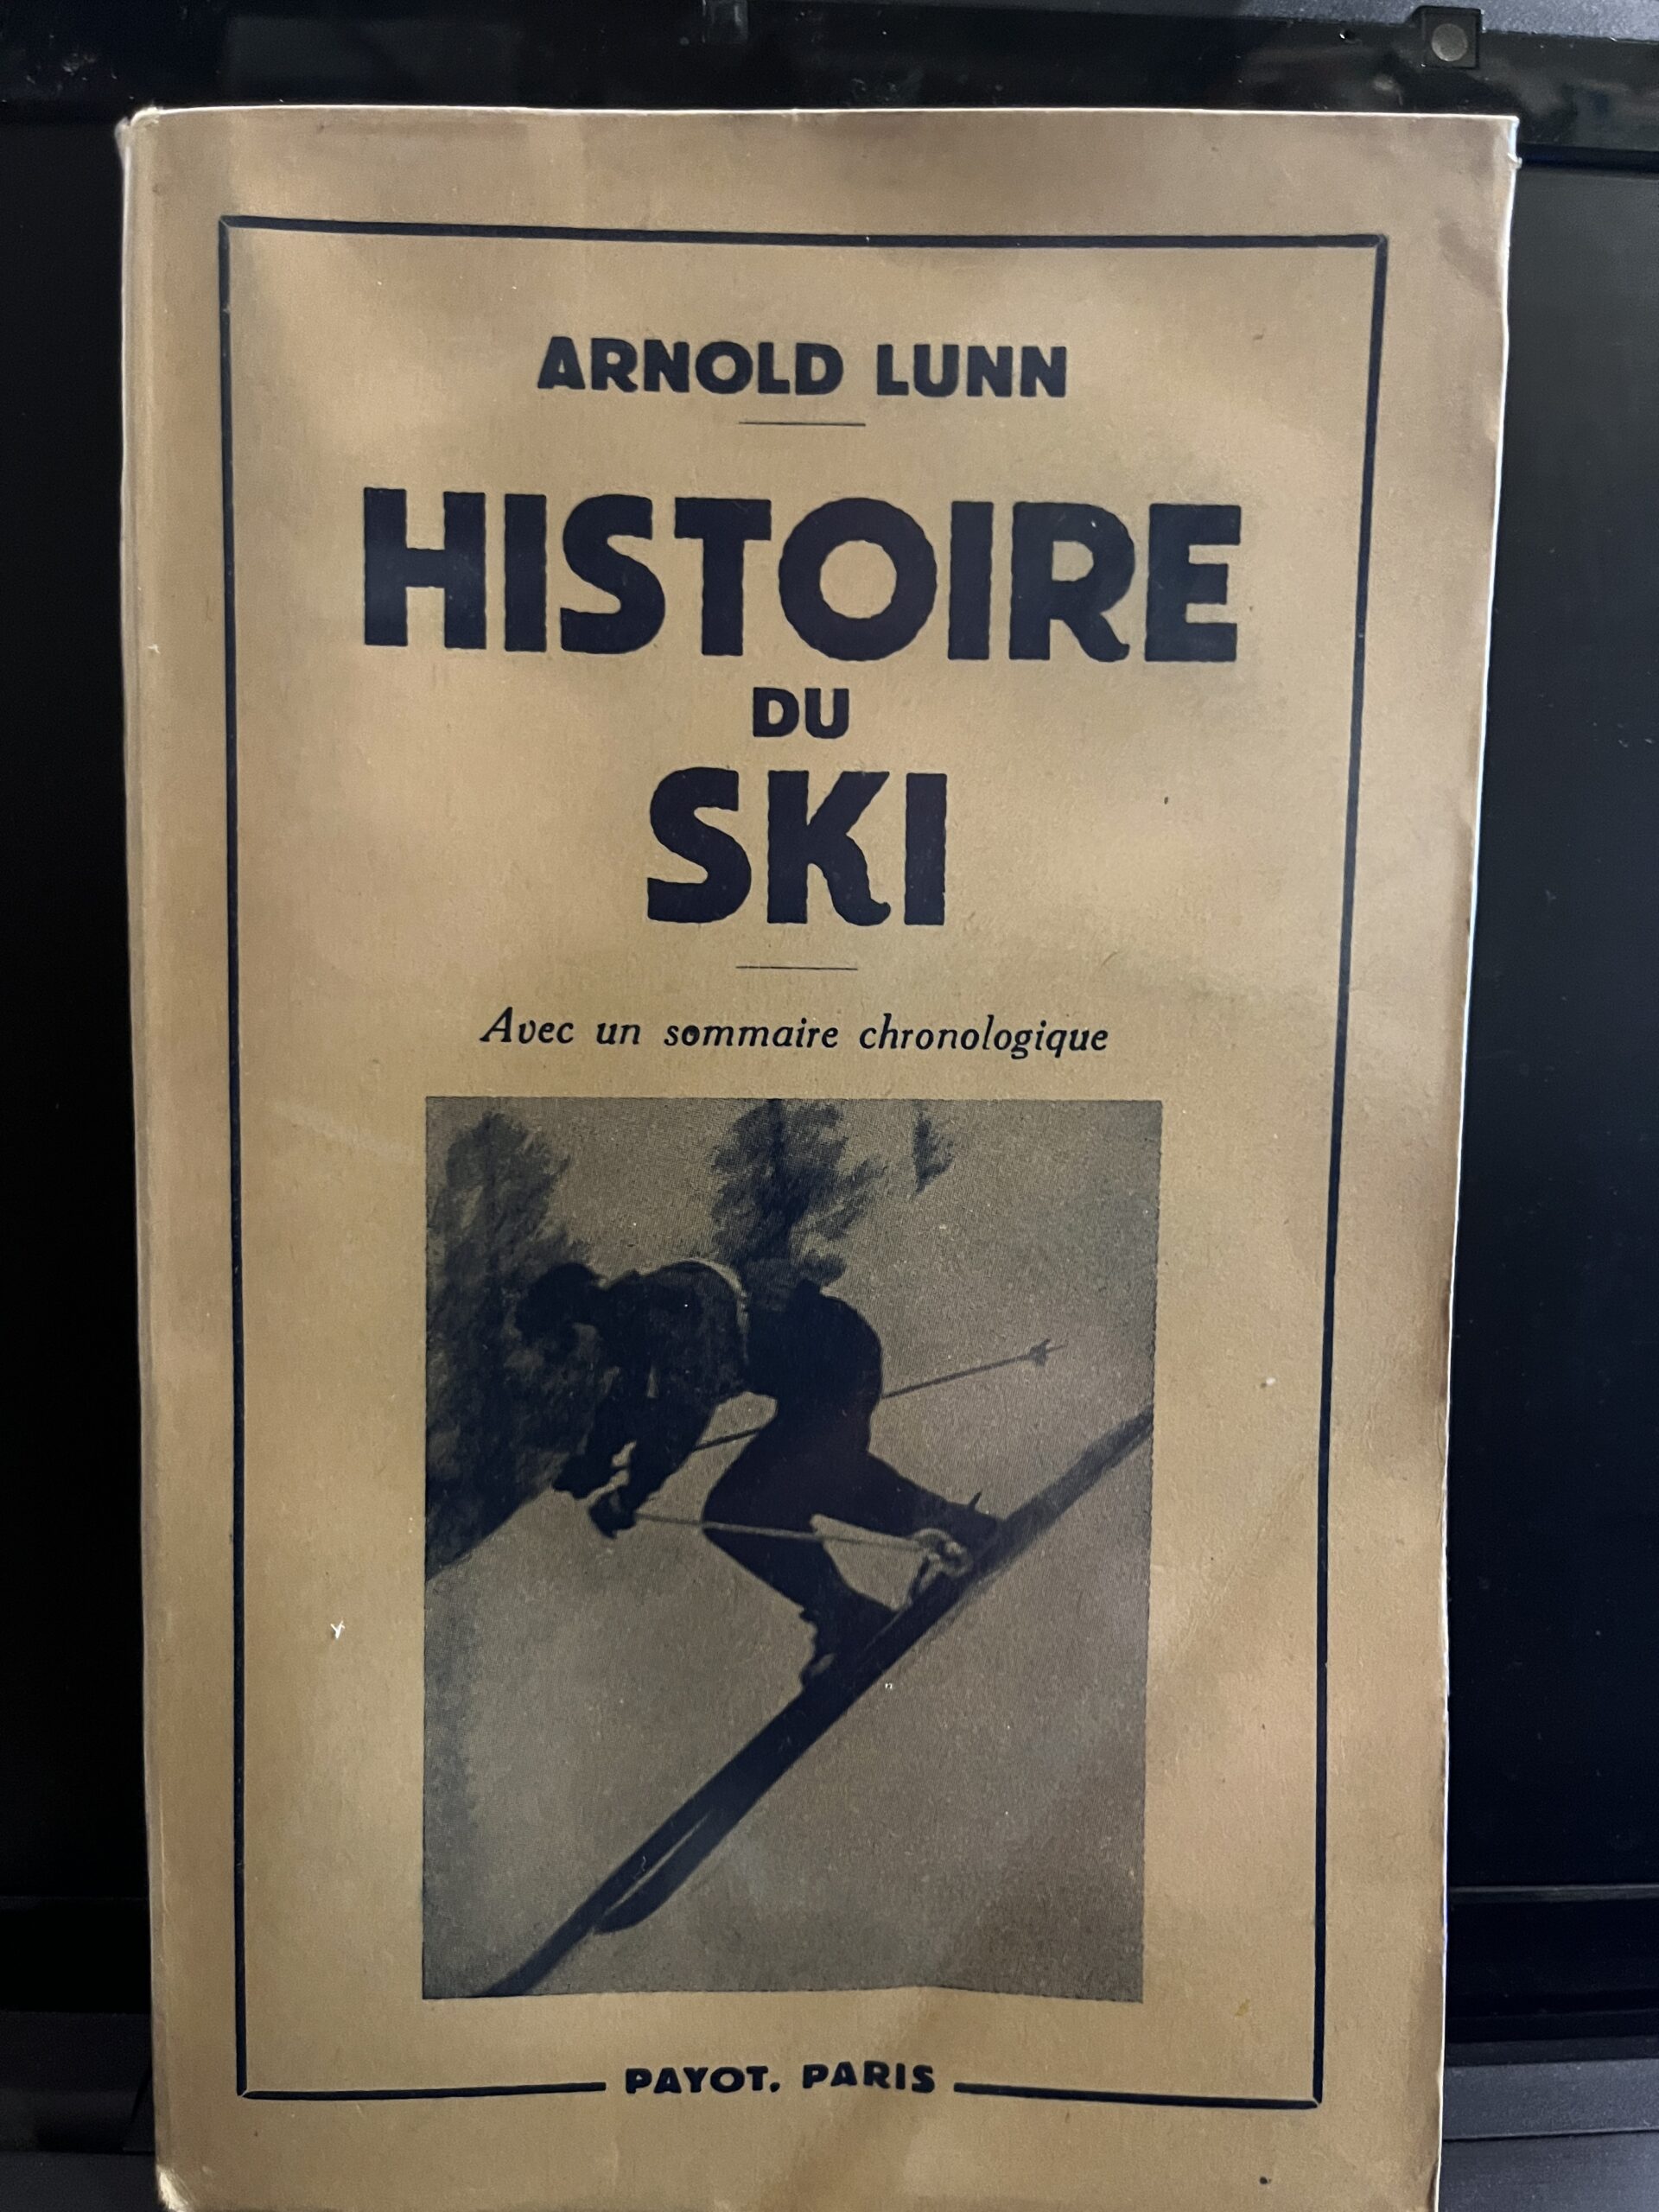 ARNOLD LUNN
HISTOIRE
DU
SKI
Avec un sommaire chronologique
PAYOT, PARIS